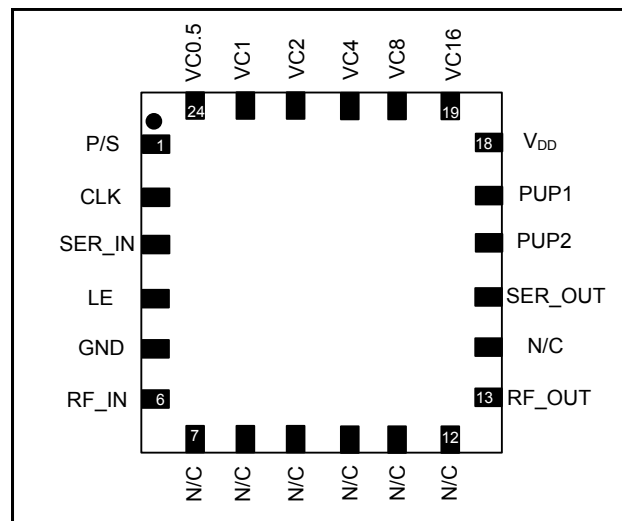 VC0.5 VC1 VC2 VC4 VC8 VC16
24 19
P/S 1 18 VDD
CLK PUP1
SER_IN PUP2
LE SER_OUT
GND N/C
RF_IN 6 13 RF_OUT
7 12
N/C N/C N/C N/C N/C N/C